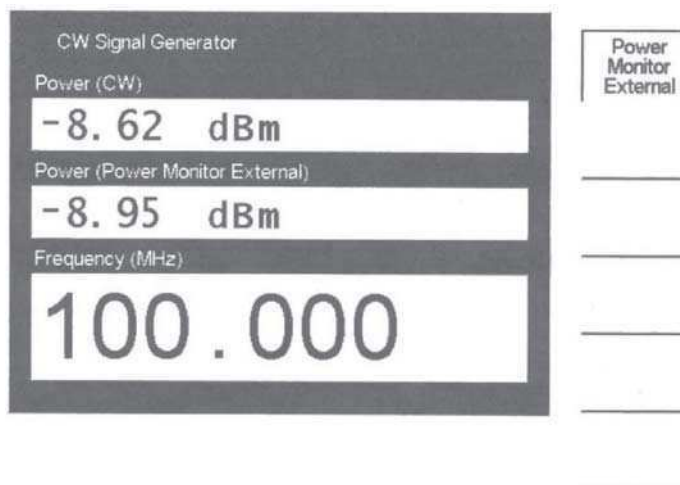 CW Signal Generator
Power (CW)
-8.62 dBm
Power (Power Monitor External)
-8.95 dBm
Frequency (MHz)
100.000
Power
Monitor
External